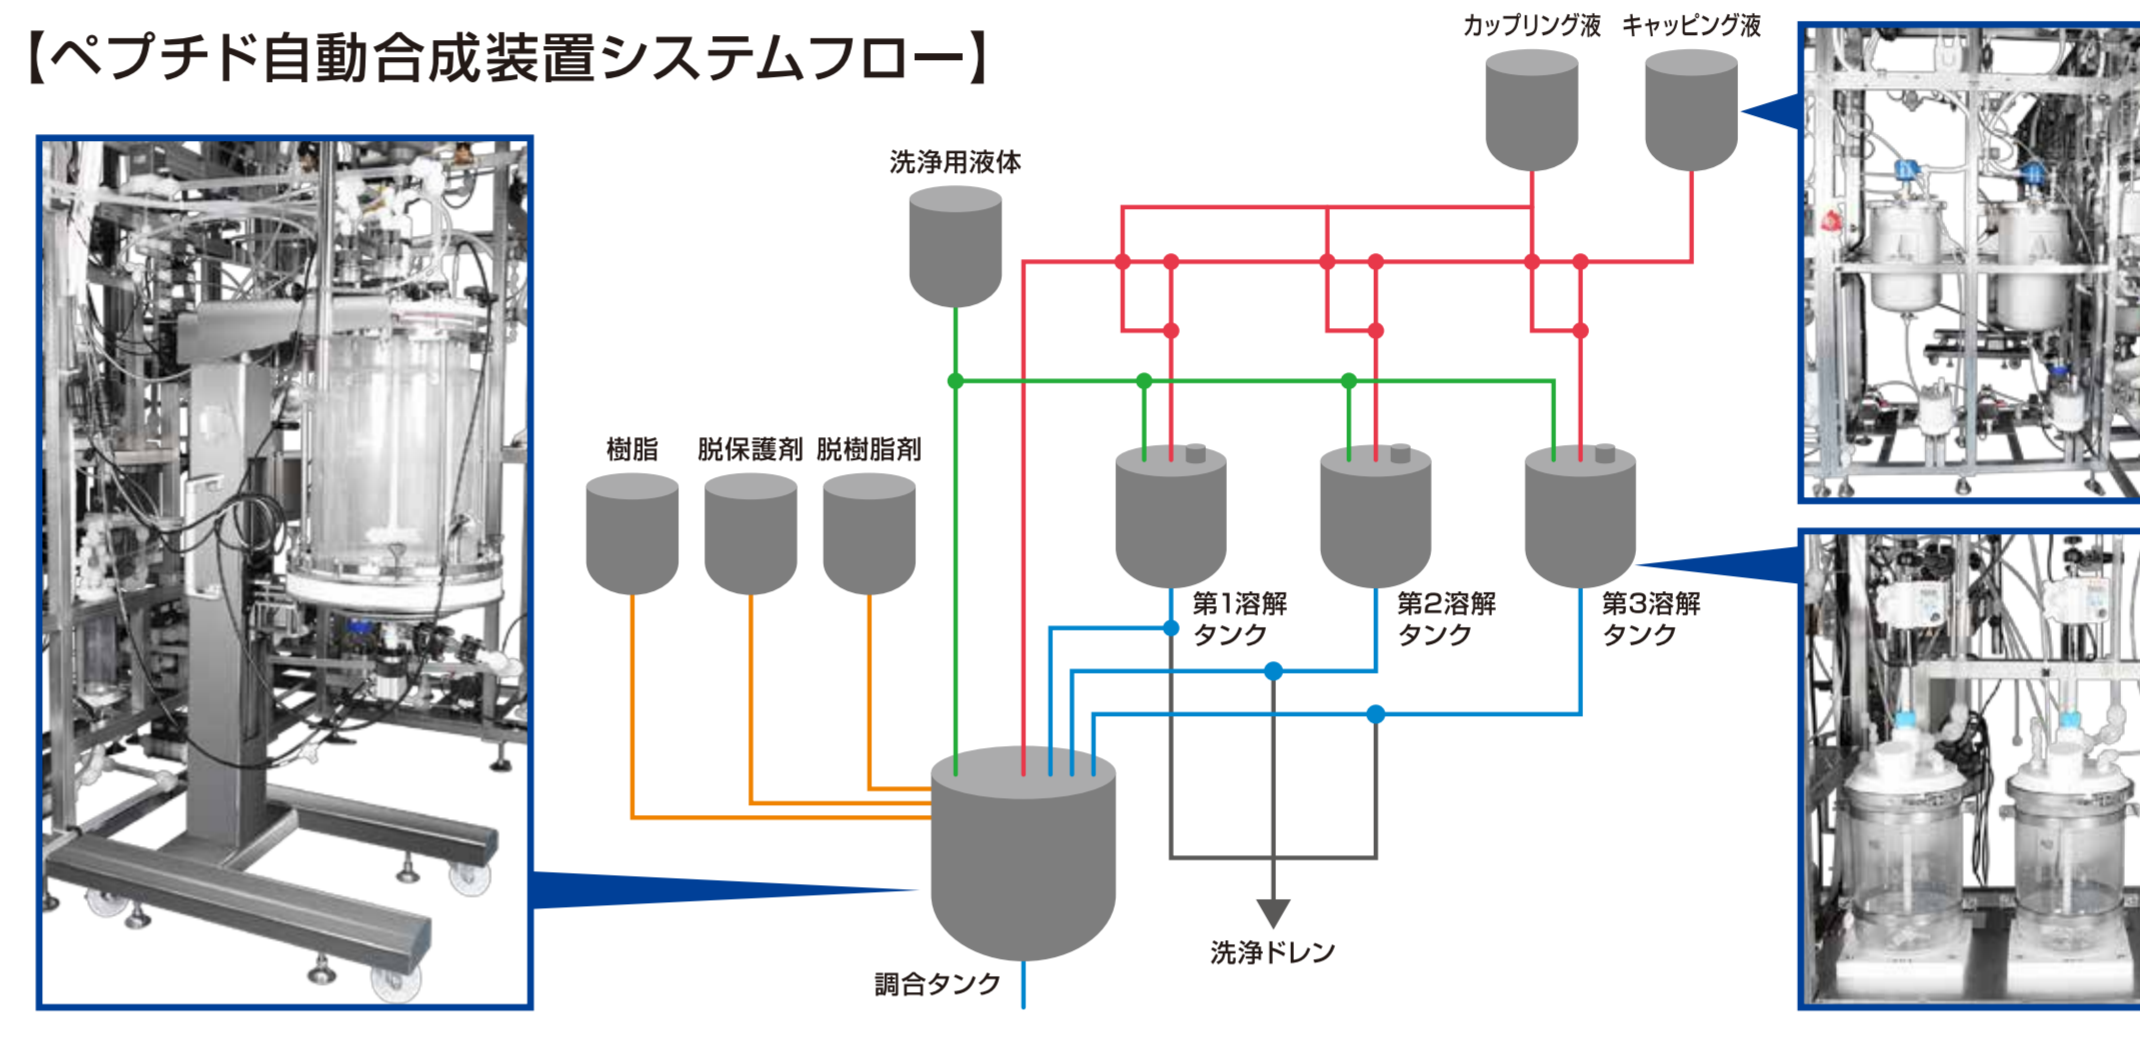 【ペプチド自動合成装置システムフロー】
カップリング液
キャッピング液
洗浄用液体
樹脂
脱保護剤
脱樹脂剤
第1溶解
タンク
第2溶解
タンク
第3溶解
タンク
洗浄ドレン
調合タンク